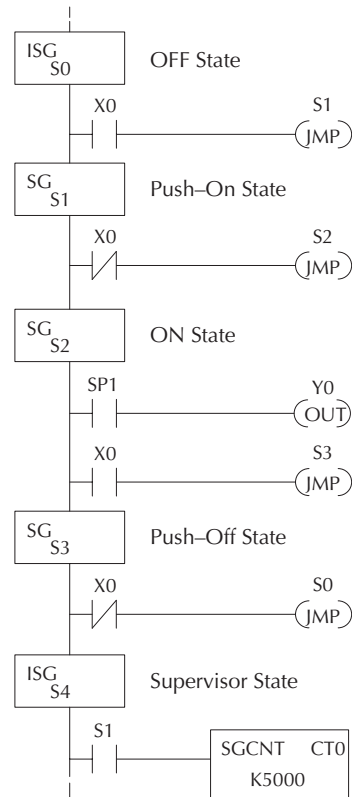 ISG
S0
OFF State
X0
S1
JMP
SG
S1
Push–On State
X0
S2
JMP
SG
S2
ON State
SP1
Y0
OUT
X0
S3
JMP
SG
S3
Push–Off State
X0
S0
JMP
ISG
S4
Supervisor State
S1
SGCNT CT0
K5000